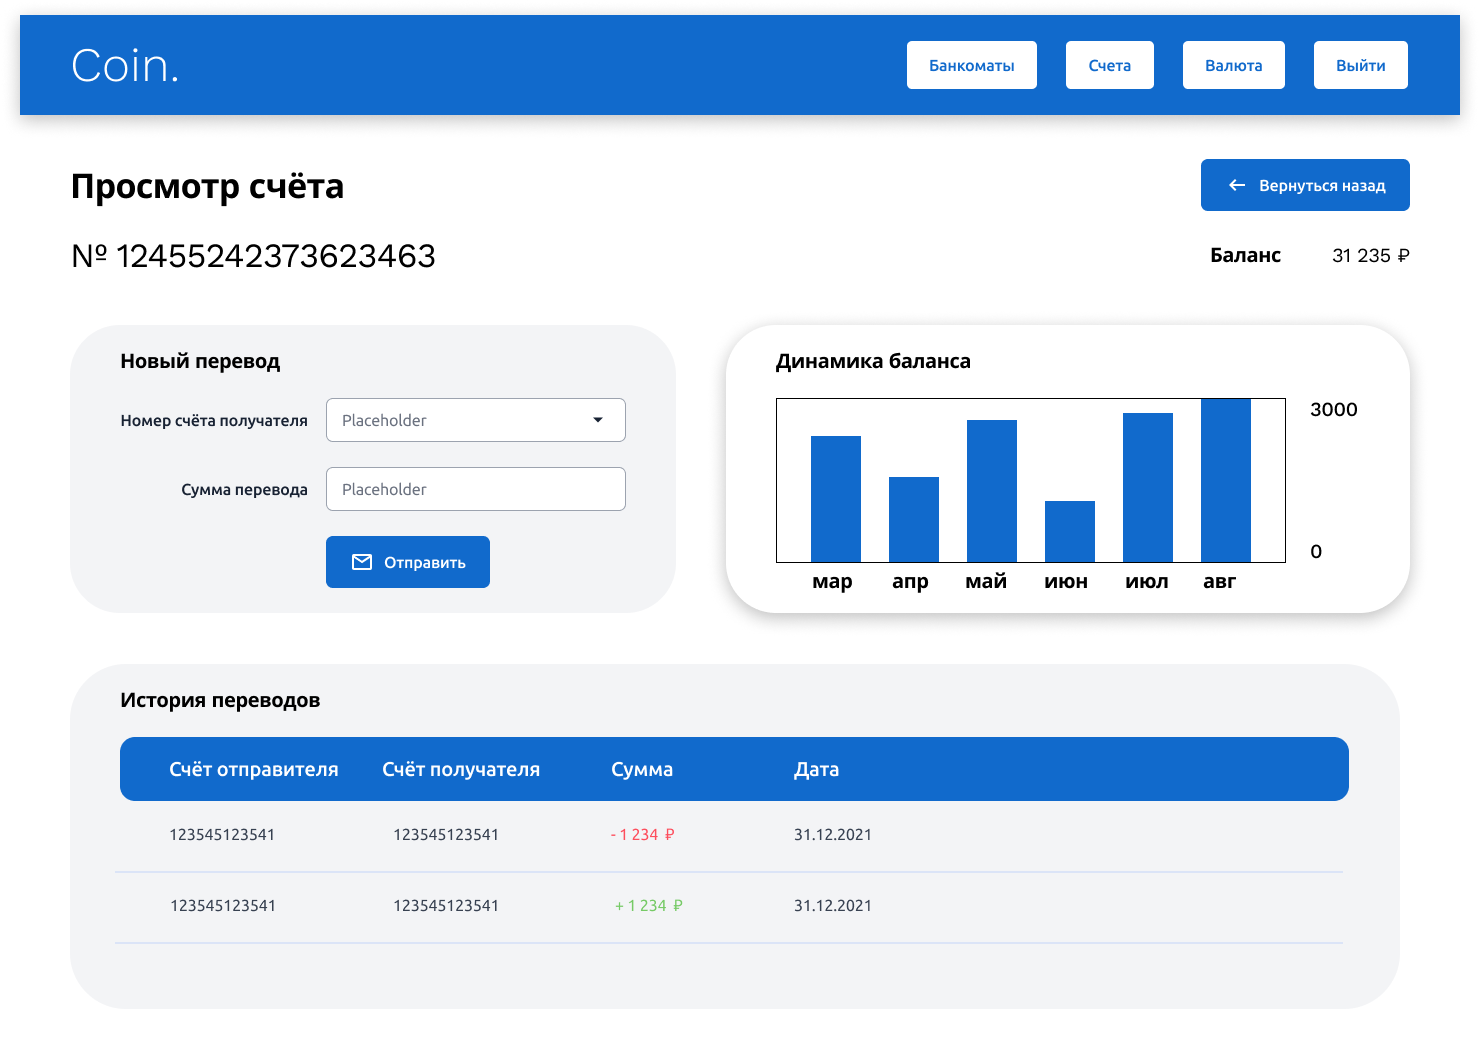 Coin.
Банкоматы
Счета
Валюта
Выйти
Просмотр счёта
Вернуться назад
№ 12455242373623463
Баланс 31 235 ₽
Новый перевод
Номер счёта получателя Placeholder
Сумма перевода Placeholder
Отправить
Динамика баланса
3000
0
мар апр май июн июл авг
История переводов
Счёт отправителя Счёт получателя Сумма Дата
123545123541 123545123541 - 1 234 ₽ 31.12.2021
123545123541 123545123541 + 1 234 ₽ 31.12.2021